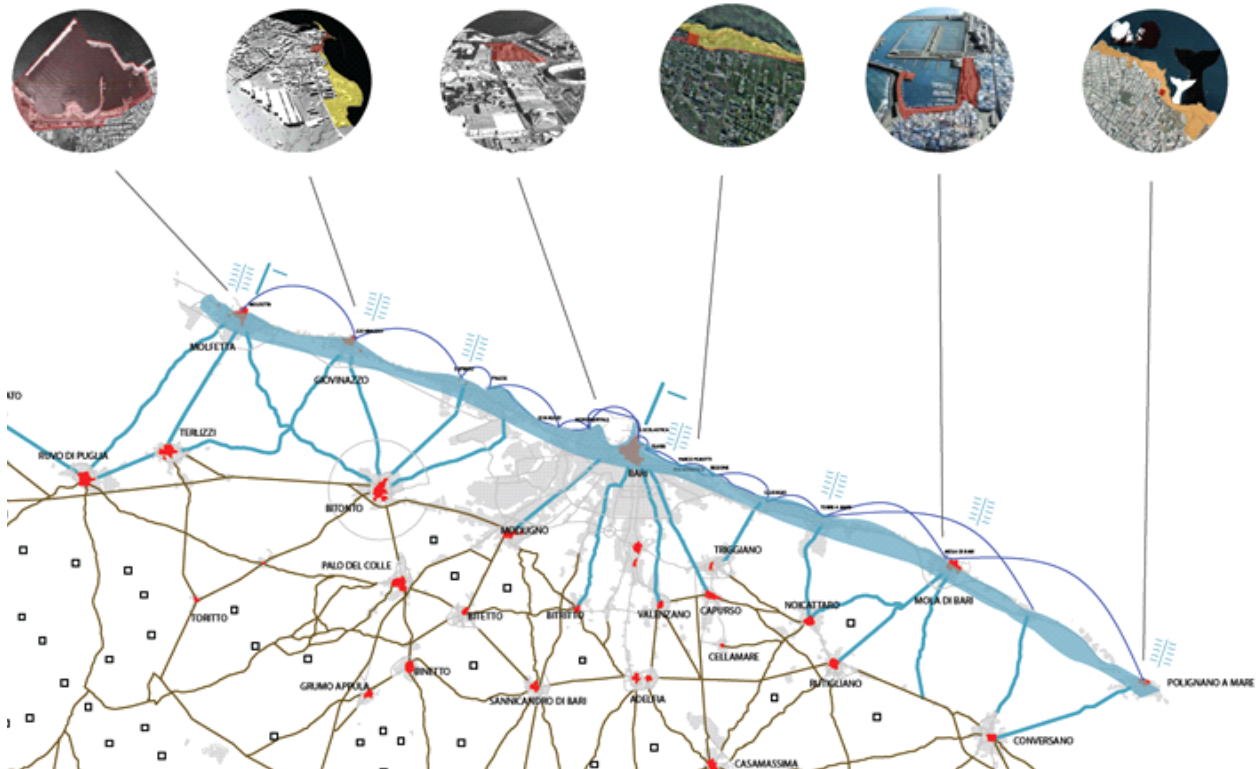 MOLFETTA
GIOVINAZZO
ATO
TERLIZZI
RUVO DI PUGLIA
BARI
BITONTO
MODUGNO
TRIGGIANO
PALO DEL COLLE
NOICATTARO
MOLA DI BARI
TORITTO
BITETTO
BITRITTO
VALENZANO
CAPURSO
CELLAMARE
BINETTO
RUTIGLIANO
POLIGNANO A MARE
GRUMO APPULA
SANNICANDRO DI BARI
ADELFIA
CONVERSANO
CASAMASSIMA